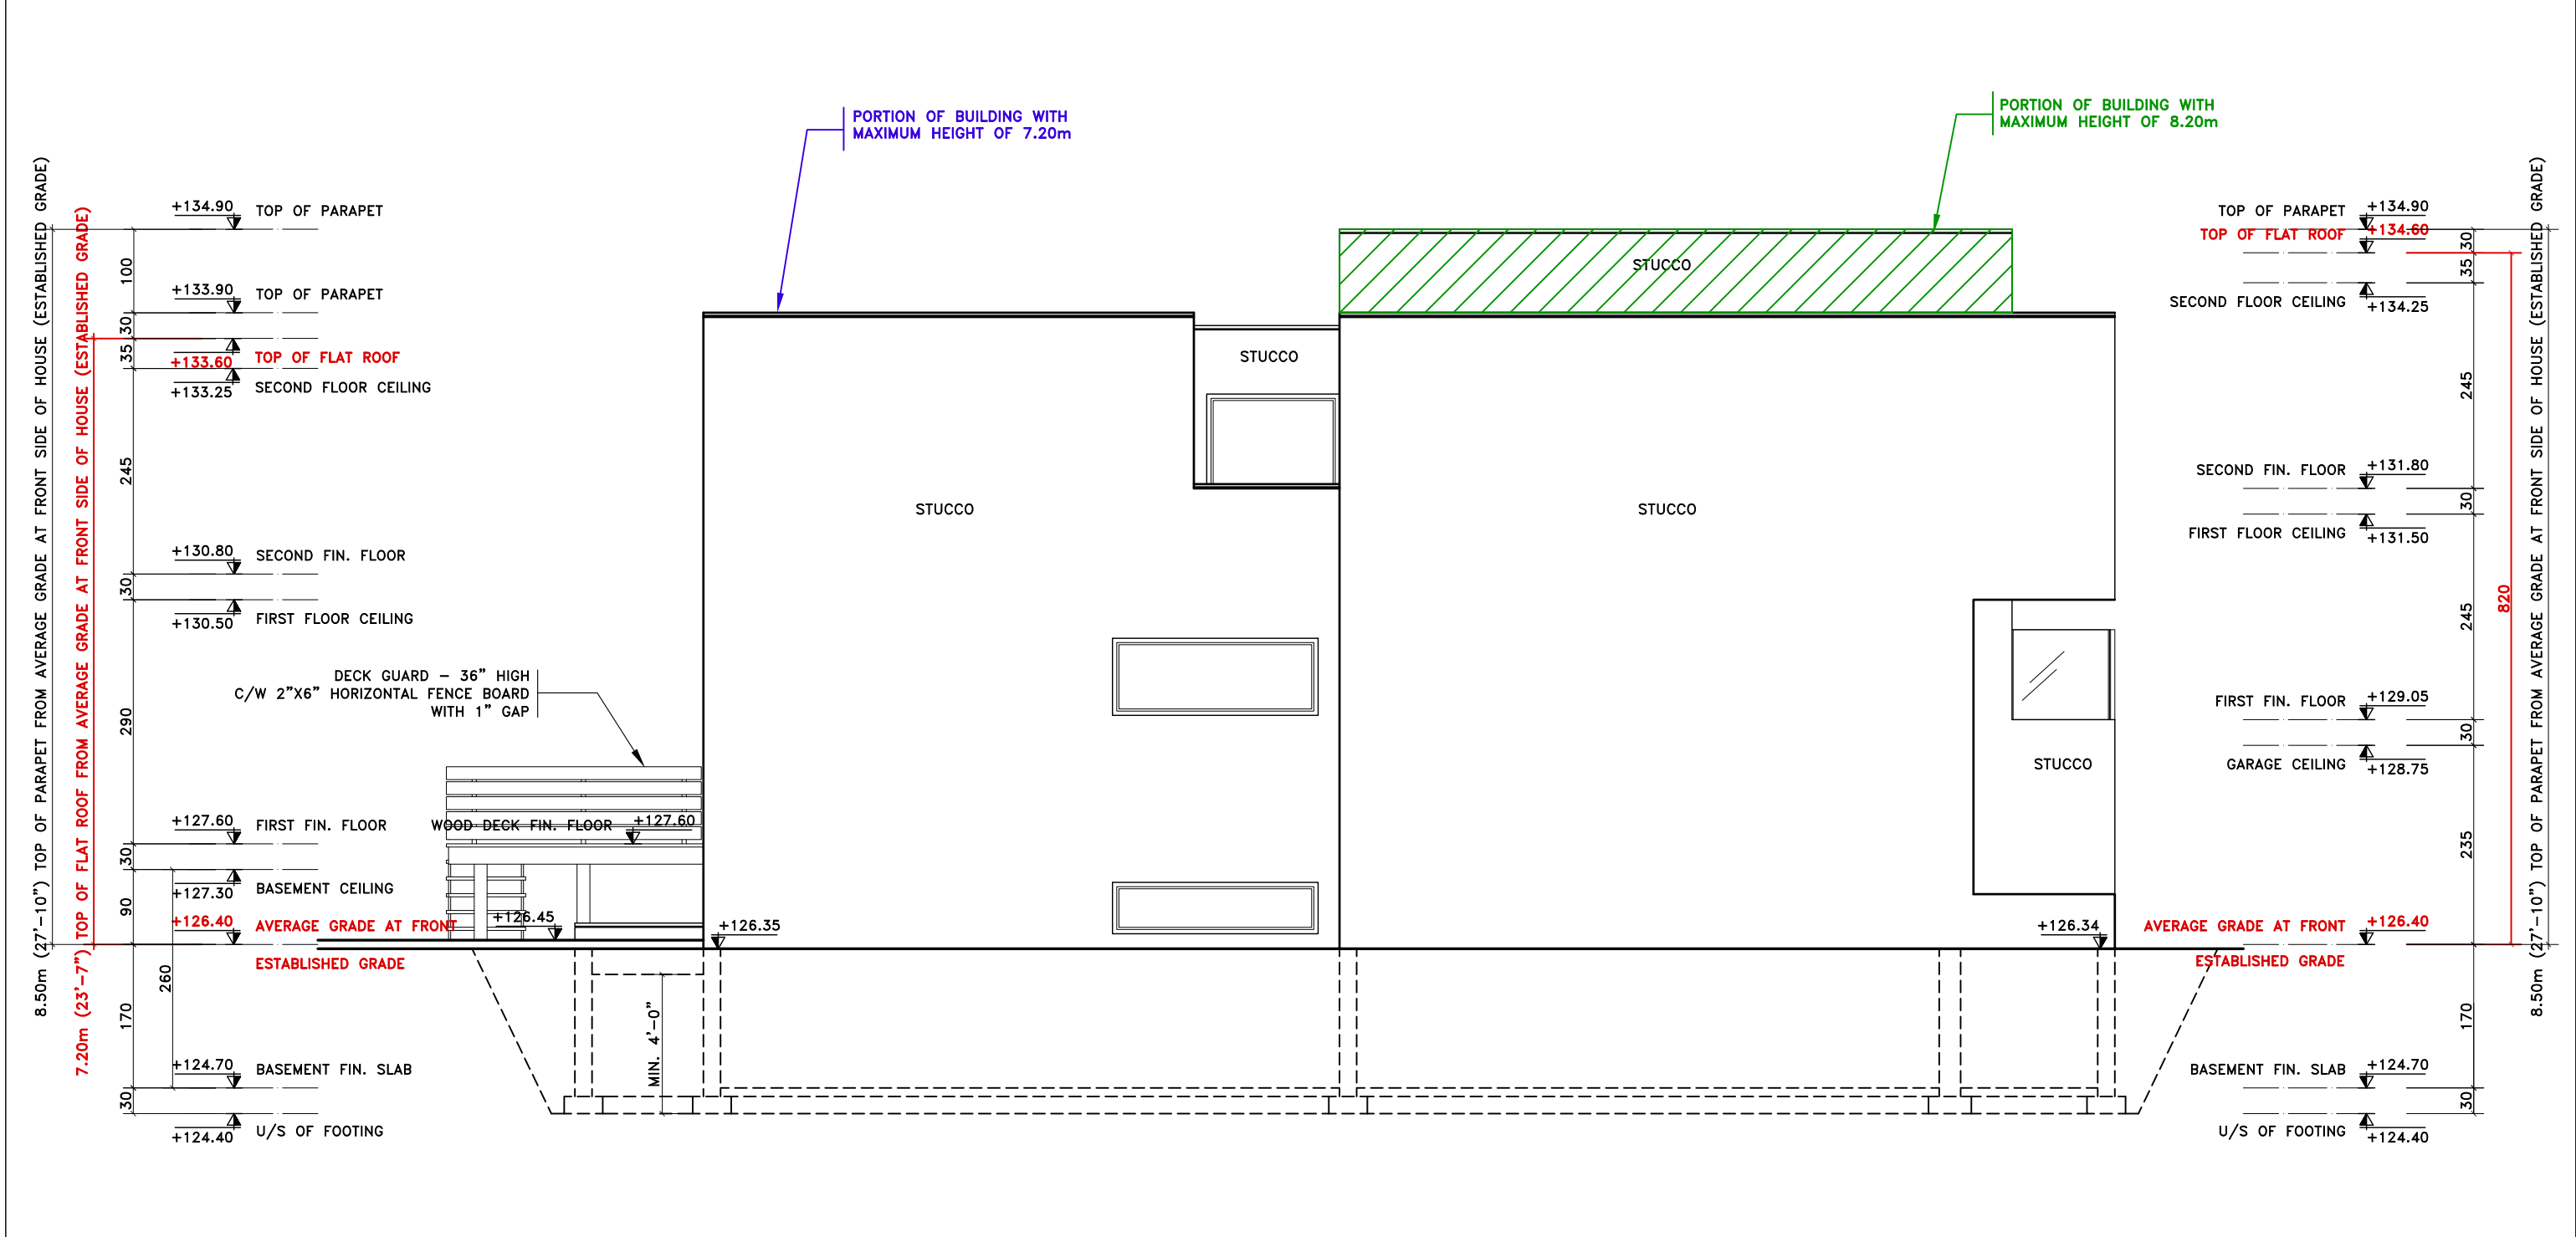 PORTION OF BUILDING WITH
MAXIMUM HEIGHT OF 7.20m
PORTION OF BUILDING WITH
MAXIMUM HEIGHT OF 8.20m
8.50m (27'-10") TOP OF PARAPET FROM AVERAGE GRADE AT FRONT SIDE OF HOUSE (ESTABLISHED GRADE)
7.20m (23'-7") TOP OF FLAT ROOF FROM AVERAGE GRADE AT FRONT SIDE OF HOUSE (ESTABLISHED GRADE)
100
30
35
245
30
290
30
90
260
170
30
+134.90 TOP OF PARAPET
+133.90 TOP OF PARAPET
+133.60 TOP OF FLAT ROOF
+133.25 SECOND FLOOR CEILING
+130.80 SECOND FIN. FLOOR
+130.50 FIRST FLOOR CEILING
DECK GUARD – 36" HIGH
C/W 2"X6" HORIZONTAL FENCE BOARD
WITH 1" GAP
+127.60 FIRST FIN. FLOOR
WOOD DECK FIN. FLOOR +127.60
+127.30 BASEMENT CEILING
+126.40 AVERAGE GRADE AT FRONT
ESTABLISHED GRADE
+126.45
+126.35
MIN. 4'-0"
+124.70 BASEMENT FIN. SLAB
+124.40 U/S OF FOOTING
STUCCO
STUCCO
STUCCO
STUCCO
STUCCO
+126.34
TOP OF PARAPET +134.90
TOP OF FLAT ROOF +134.60
SECOND FLOOR CEILING +134.25
SECOND FIN. FLOOR +131.80
FIRST FLOOR CEILING +131.50
FIRST FIN. FLOOR +129.05
GARAGE CEILING +128.75
AVERAGE GRADE AT FRONT +126.40
ESTABLISHED GRADE
BASEMENT FIN. SLAB +124.70
U/S OF FOOTING +124.40
30
35
245
30
245
30
235
170
30
820
8.50m (27'-10") TOP OF PARAPET FROM AVERAGE GRADE AT FRONT SIDE OF HOUSE (ESTABLISHED GRADE)